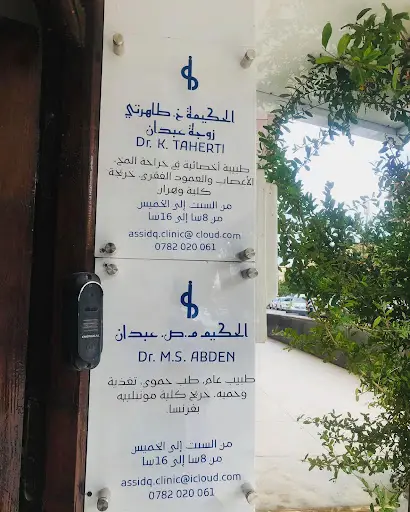 الحكيمة خ. طاهرتي
زوجة عبدان
Dr. K. TAHERTI
طبيبة أخصائية في جراحة المخ،
الأعصاب والعمود الفقري خريجة
كلية وهران
من السبت إلى الخميس
من 8سا إلى 16سا
assidq.clinic@icloud.com
0782 020 061
الحكيم م.ص. عبدان
Dr. M.S. ABDEN
طبيب عام، طب حموي، تغذية
وحمية، خريج كلية مونبلييه
بفرنسا.
من السبت إلى الخميس
من 8سا إلى 16سا
assidq.clinic@icloud.com
0782 020 061